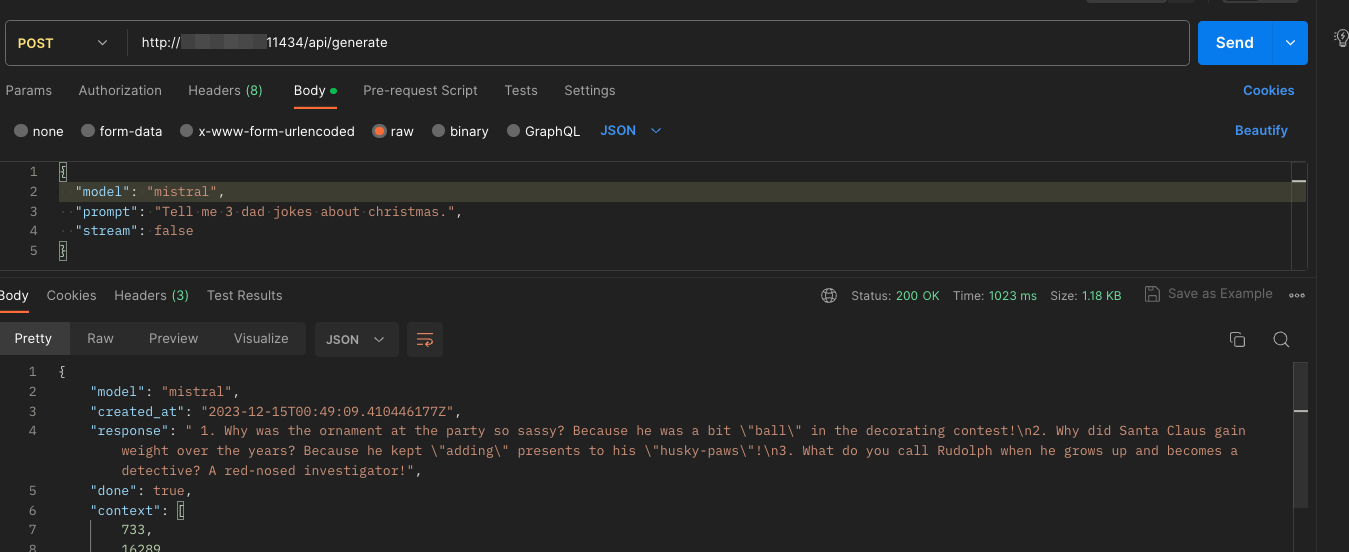 POST http:// 11434/api/generate Send
Params Authorization Headers (8) Body Pre-request Script Tests Settings Cookies
none form-data x-www-form-urlencoded raw binary GraphQL JSON Beautify
1 {
2 "model": "mistral",
3 "prompt": "Tell me 3 dad jokes about christmas.",
4 "stream": false
5 }
Body Cookies Headers (3) Test Results Status: 200 OK Time: 1023 ms Size: 1.18 KB Save as Example
Pretty Raw Preview Visualize JSON
1 {
2 "model": "mistral",
3 "created_at": "2023-12-15T00:49:09.410446177Z",
4 "response": " 1. Why was the ornament at the party so sassy? Because he was a bit \"ball\" in the decorating contest!\n2. Why did Santa Claus gain
weight over the years? Because he kept \"adding\" presents to his \"husky-paws\"!\n3. What do you call Rudolph when he grows up and becomes a
detective? A red-nosed investigator!",
5 "done": true,
6 "context": [
7 733,
8 16289